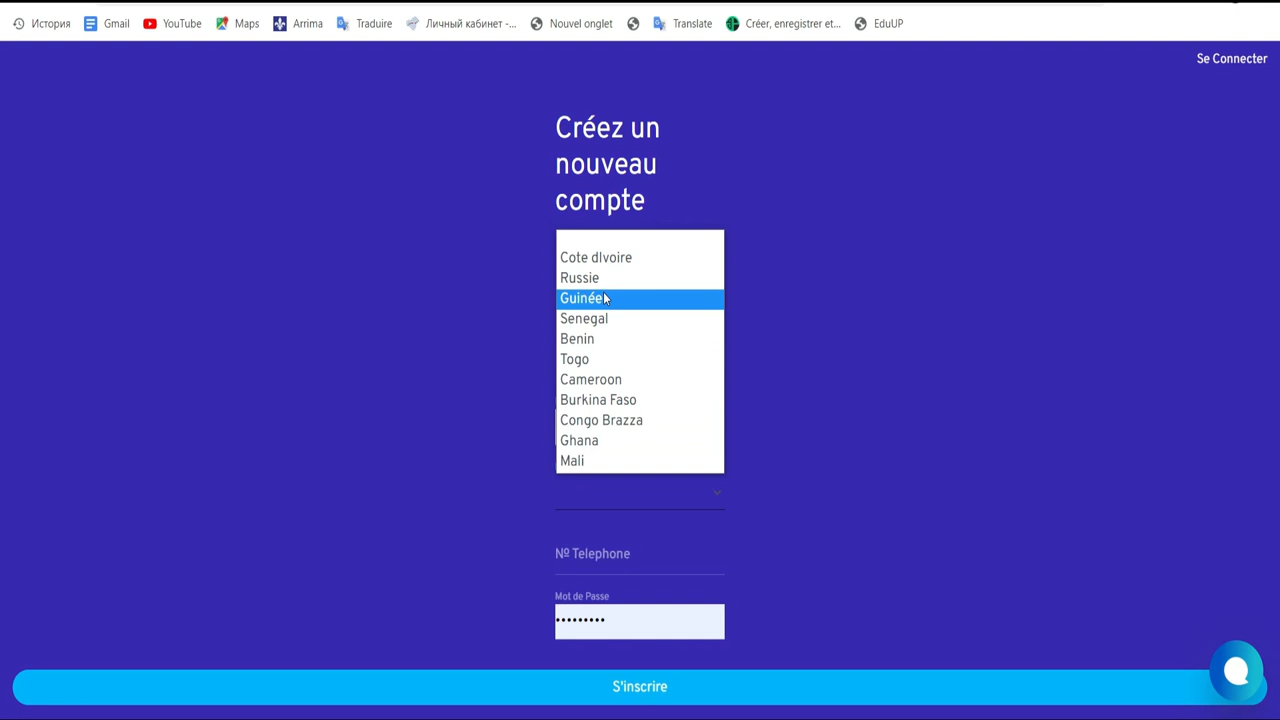 История Gmail YouTube Maps Arrima Traduire Личный кабинет -... Nouvel onglet Translate Créer, enregistrer et... EduUP
Se Connecter
Créez un
nouveau
compte
Cote dIvoire
Russie
Guinée
Senegal
Benin
Togo
Cameroon
Burkina Faso
Congo Brazza
Ghana
Mali
Nº Telephone
Mot de Passe
•••••••••
S'inscrire